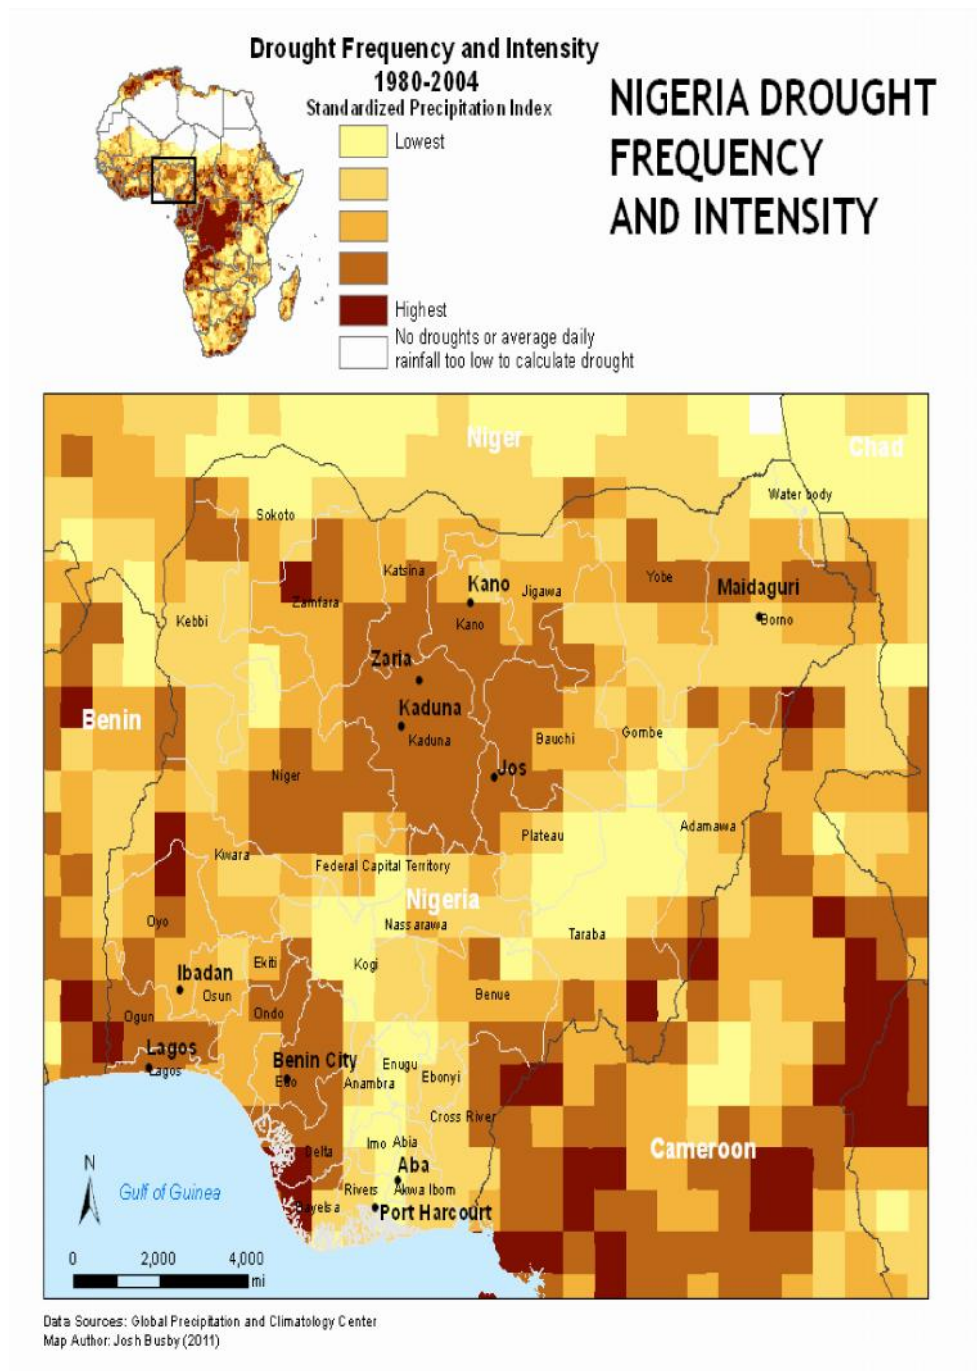 Drought Frequency and Intensity
1980-2004
Standardized Precipitation Index
Lowest
Highest
No droughts or average daily
rainfall too low to calculate drought
NIGERIA DROUGHT
FREQUENCY
AND INTENSITY
Niger
Chad
Water body
Sokoto
Katsina
Kano
Jigawa
Yobe
Maidaguri
Zamfara
Kebbi
Kano
Borno
Zaria
Kaduna
Benin
Kaduna
Bauchi
Gombe
Niger
Jos
Plateau
Adamawa
Kwara
Federal Capital Territory
Nigeria
Oyo
Nassarawa
Taraba
Ekiti
Kogi
Ibadan
Osun
Benue
Ogun
Ondo
Lagos
Lagos
Benin City
Edo
Enugu
Anambra
Ebonyi
Cross River
Imo
Abia
Cameroon
Delta
Aba
N
Gulf of Guinea
Rivers
Akwa Ibom
Bayelsa
Port Harcourt
0 2,000 4,000
mi
Data Sources: Global Precipitation and Climatology Center
Map Author: Josh Busby (2011)